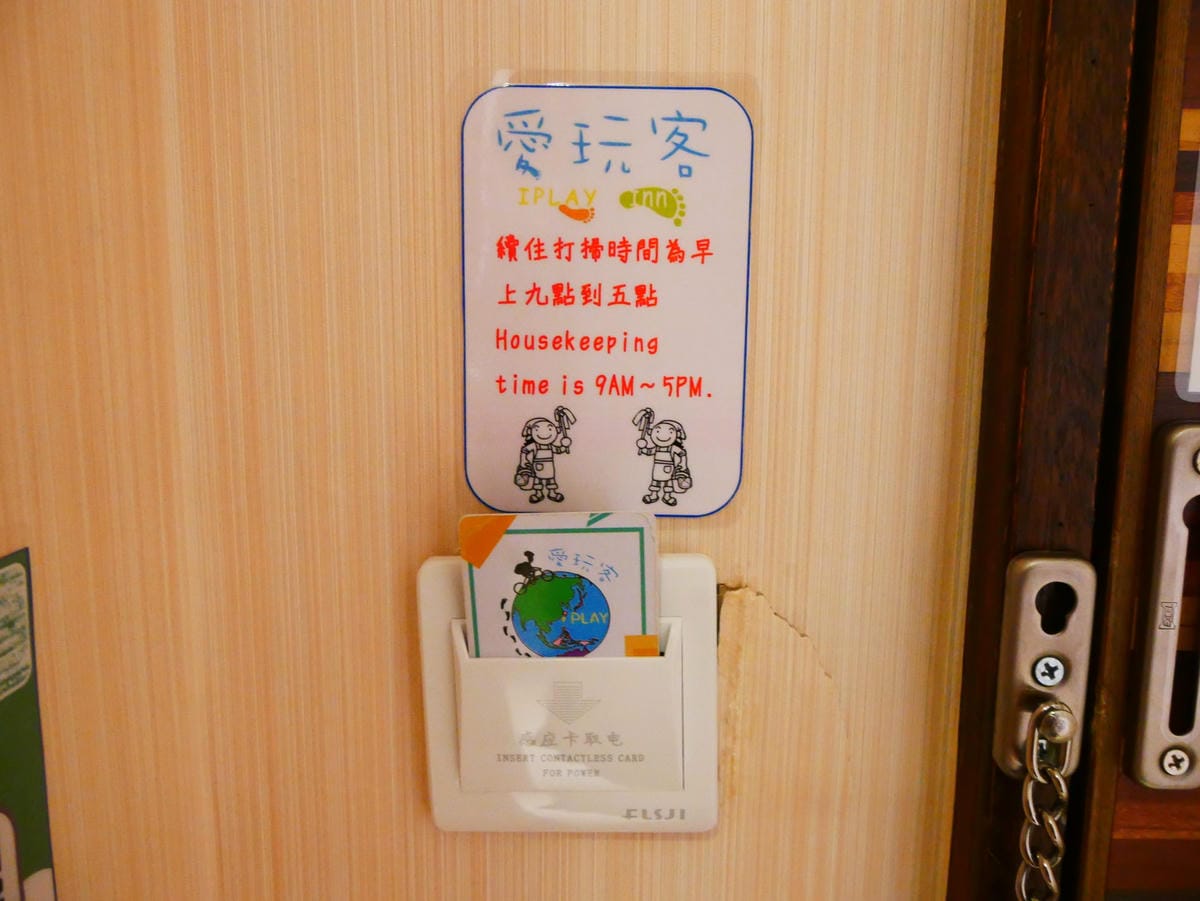 愛玩客
IPLAY Inn
續住打掃時間為早
上九點到五點
Housekeeping
time is 9AM~5PM.
愛玩客
PLAY
感应卡取电
INSERT CONTACTLESS CARD
FOR POWER